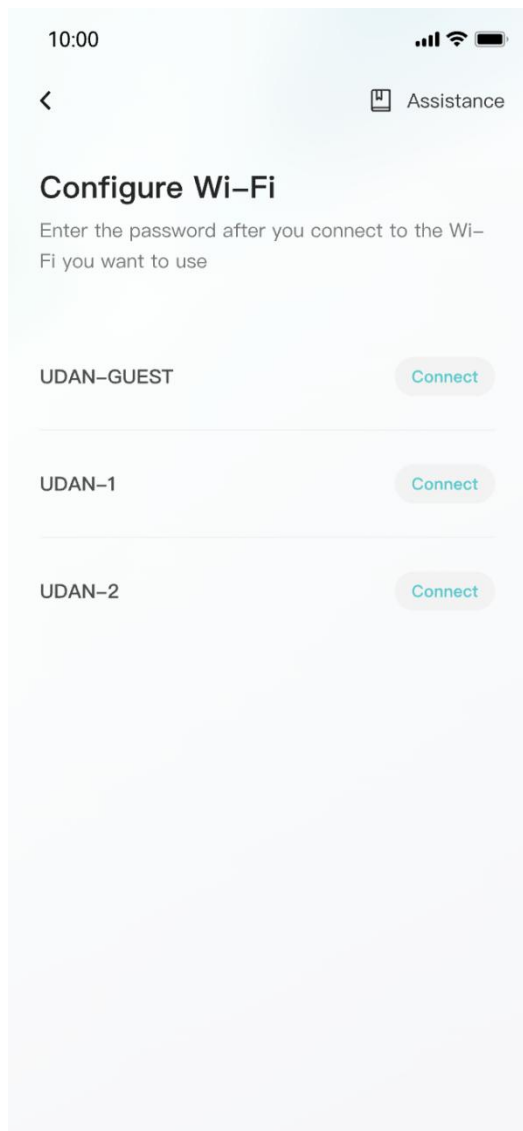 10:00
Assistance
Configure Wi–Fi
Enter the password after you connect to the Wi–
Fi you want to use
UDAN–GUEST
Connect
UDAN–1
Connect
UDAN–2
Connect